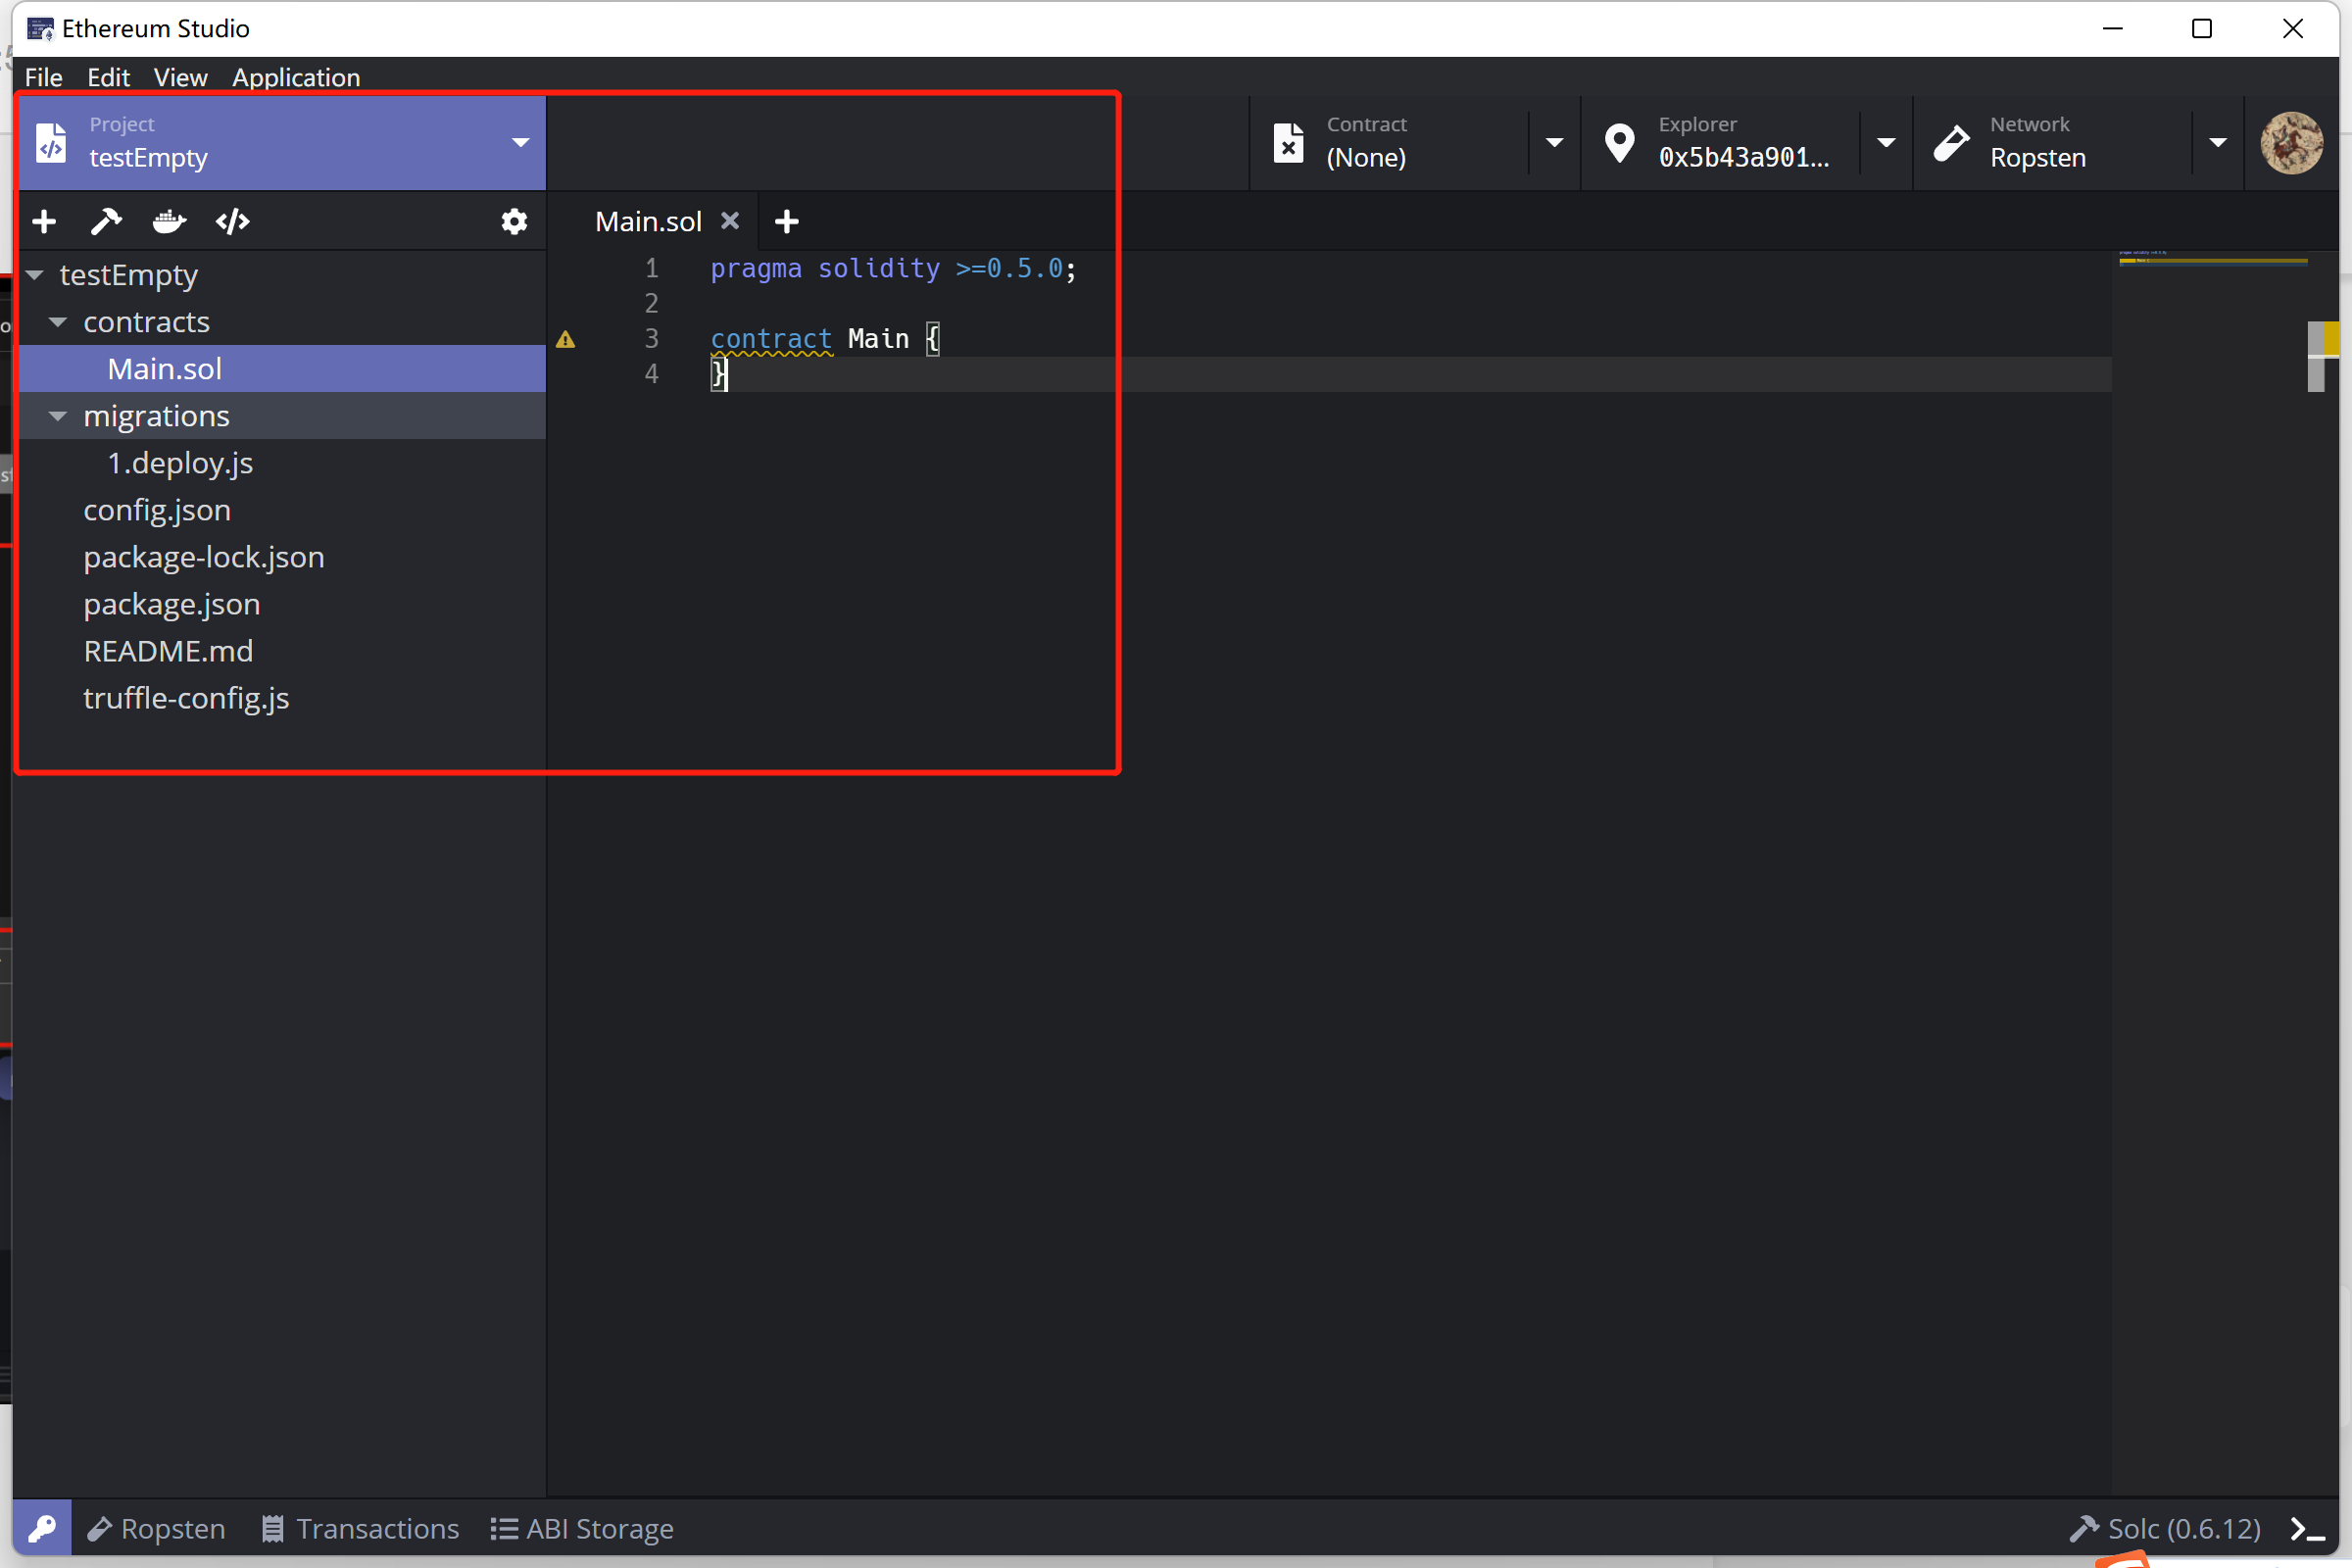 Ethereum Studio
File Edit View Application
Project
testEmpty
Contract
(None)
Explorer
0x5b43a901...
Network
Ropsten
Main.sol
testEmpty
contracts
Main.sol
migrations
1.deploy.js
config.json
package-lock.json
package.json
README.md
truffle-config.js
1 pragma solidity >=0.5.0;
2
3 contract Main {
4 }
Ropsten Transactions ABI Storage Solc (0.6.12)